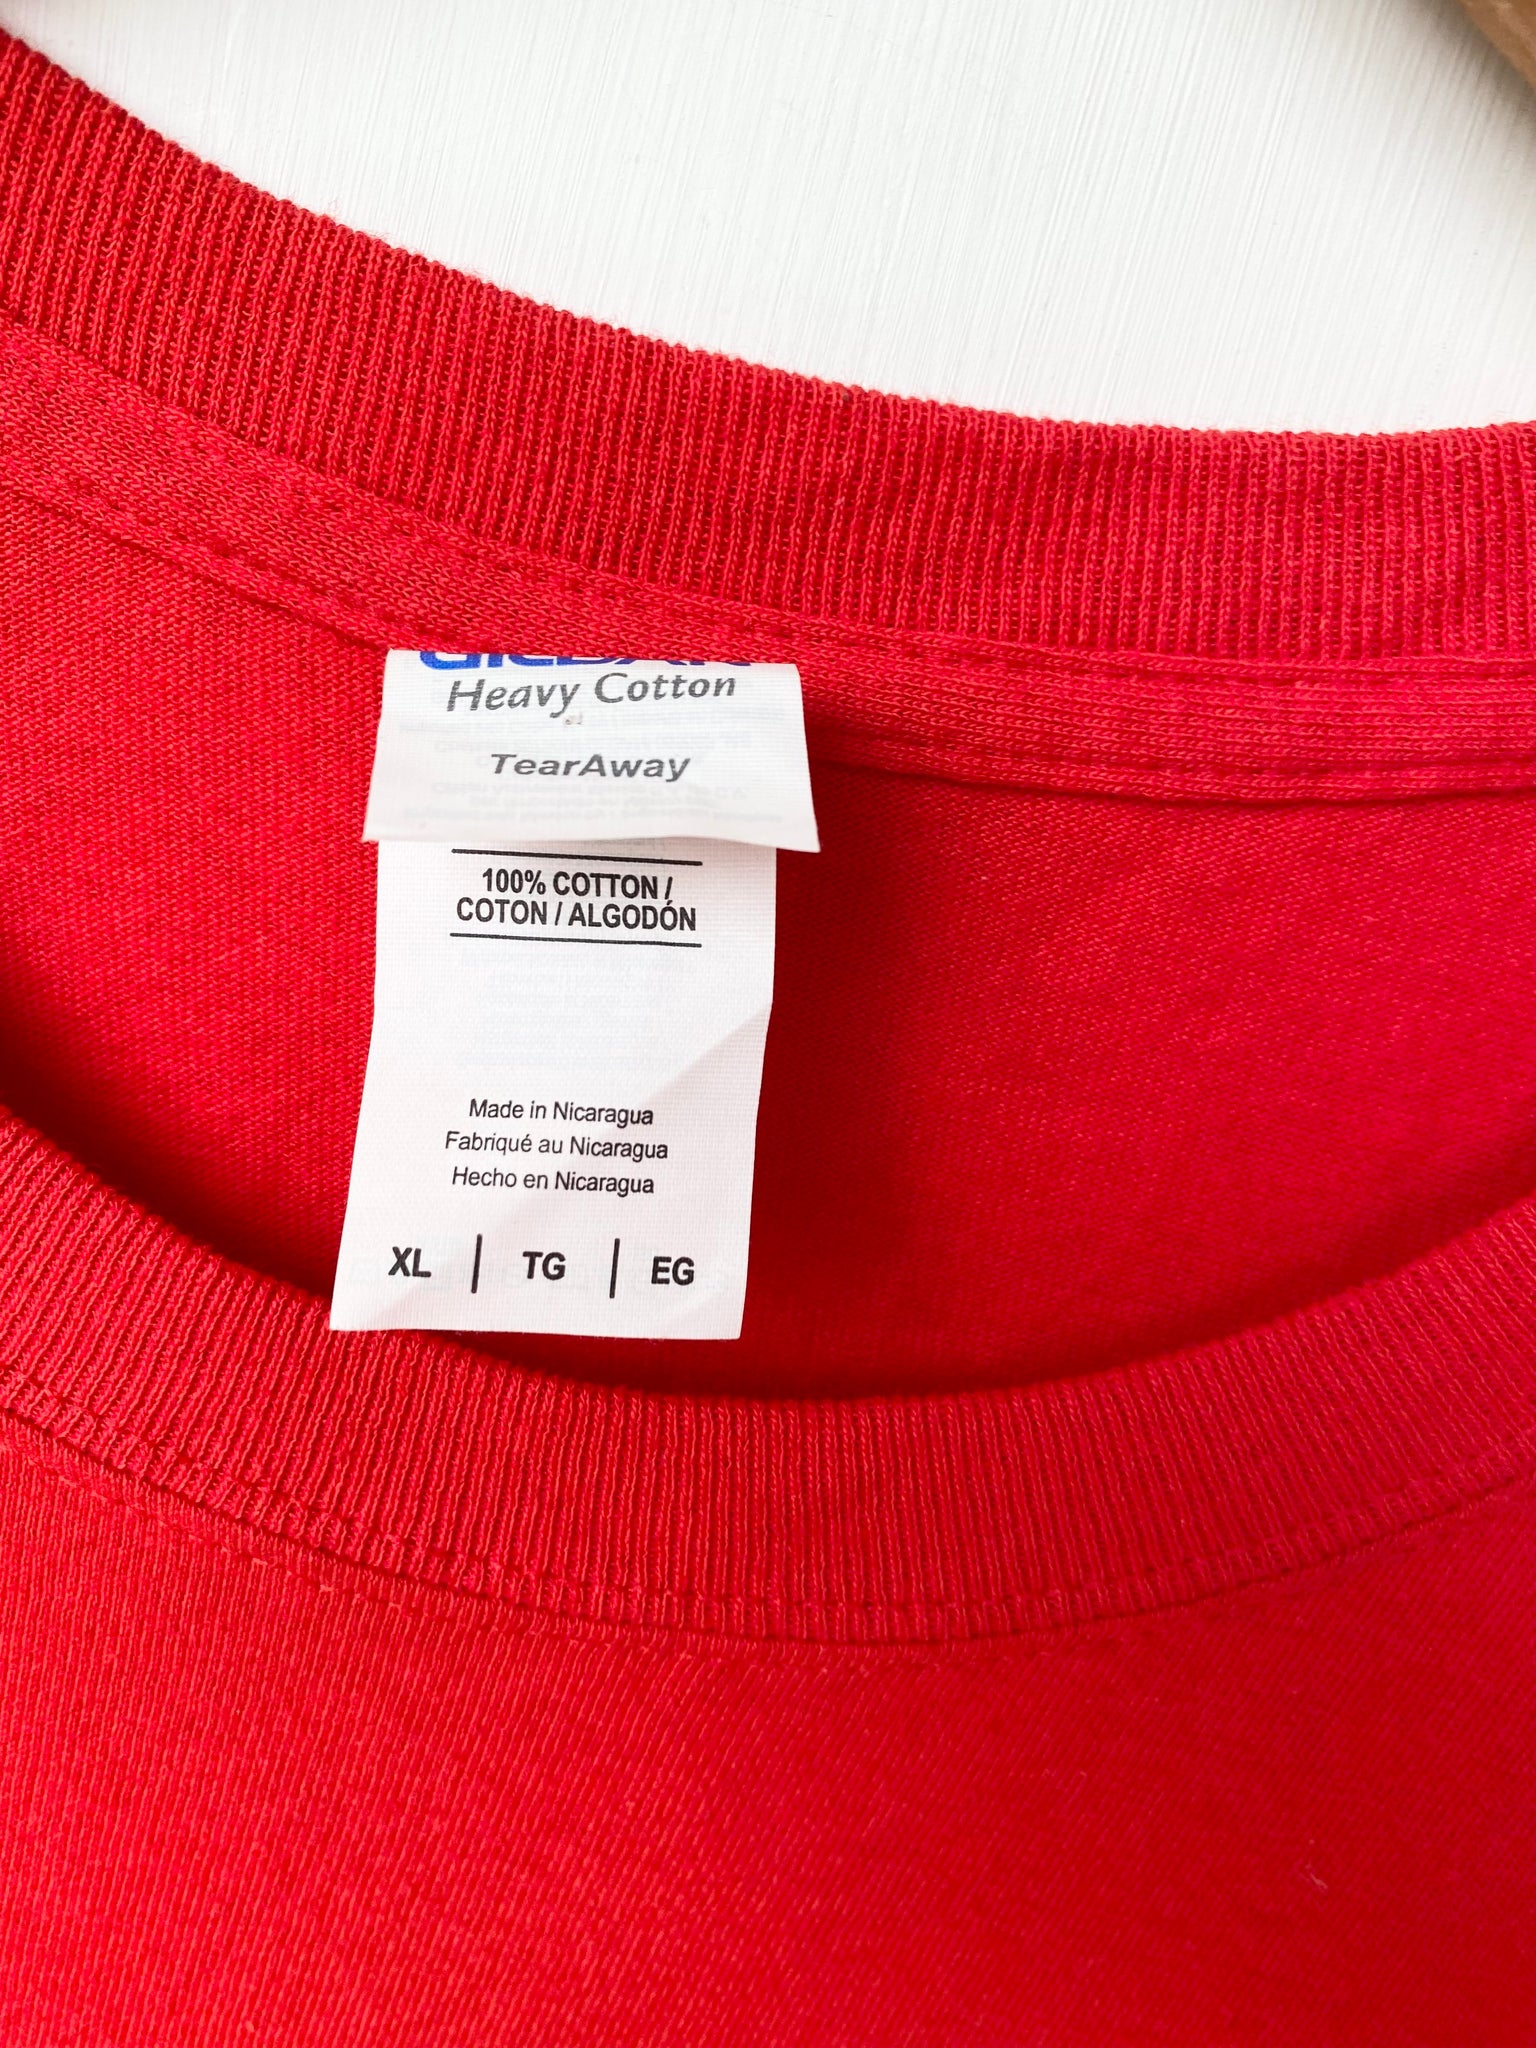 GILDAN
Heavy Cotton
TearAway
100% COTTON /
COTON / ALGODÓN
Made in Nicaragua
Fabriqué au Nicaragua
Hecho en Nicaragua
XL | TG | EG